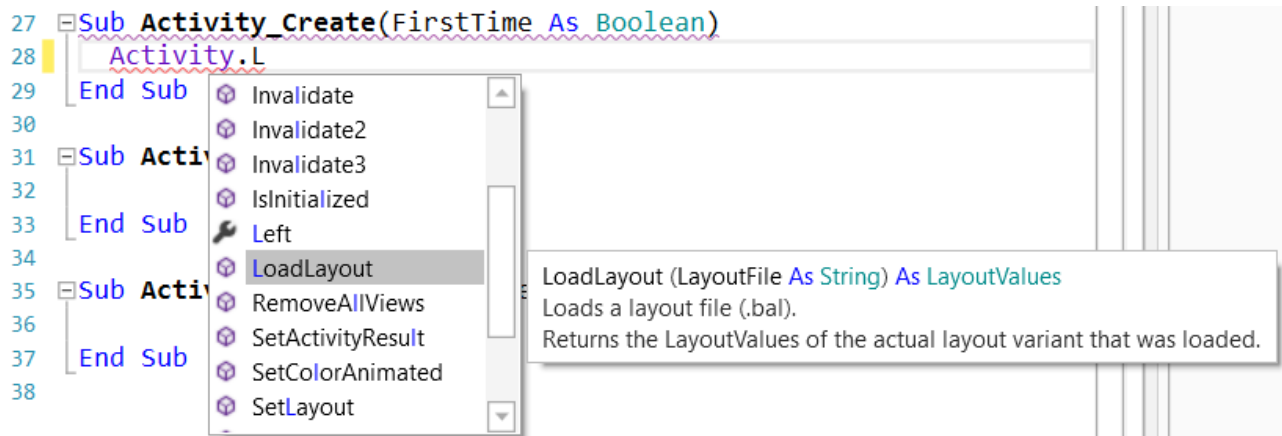 27 Sub Activity_Create(FirstTime As Boolean)
28 Activity.L
29 End Sub
30
31 Sub Activ
32
33 End Sub
34
35 Sub Activ e
36
37 End Sub
38
Invalidate
Invalidate2
Invalidate3
IsInitialized
Left
LoadLayout
RemoveAllViews
SetActivityResult
SetColorAnimated
SetLayout
LoadLayout (LayoutFile As String) As LayoutValues
Loads a layout file (.bal).
Returns the LayoutValues of the actual layout variant that was loaded.